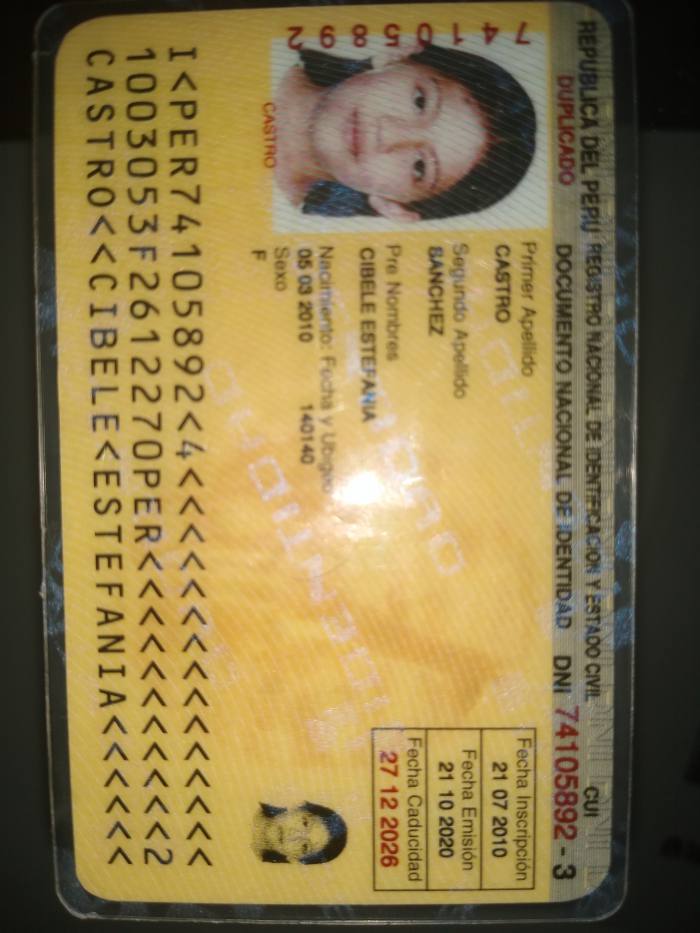 REPUBLICA DEL PERU REGISTRO NACIONAL DE IDENTIFICACION Y ESTADO CIVIL
CUI
DUPLICADO DOCUMENTO NACIONAL DE IDENTIDAD DNI 74105892 - 3
74105892
CASTRO
Primer Apellido
CASTRO
Segundo Apellido
SANCHEZ
Pre Nombres
CIBELE ESTEFANIA
Nacimiento: Fecha y Ubigeo
05 03 2010 140140
Sexo
F
Fecha Inscripción
21 07 2010
Fecha Emisión
21 10 2020
Fecha Caducidad
27 12 2026
I<PER74105892<4<<<<<<<<<<<<<<<
1003053F2612270PER<<<<<<<<<<<2
CASTRO<<CIBELE<ESTEFANIA<<<<<<